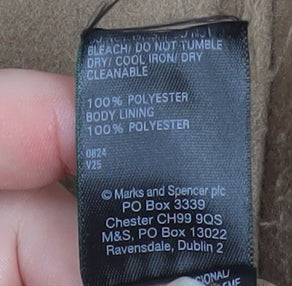 BLEACH/ DO NOT TUMBLE
DRY/ COOL IRON/ DRY
CLEANABLE
100% POLYESTER
BODY LINING
100% POLYESTER
0824
V25
© Marks and Spencer plc
PO Box 3339
Chester CH99 9QS
M&S, PO Box 13022
Ravensdale, Dublin 2